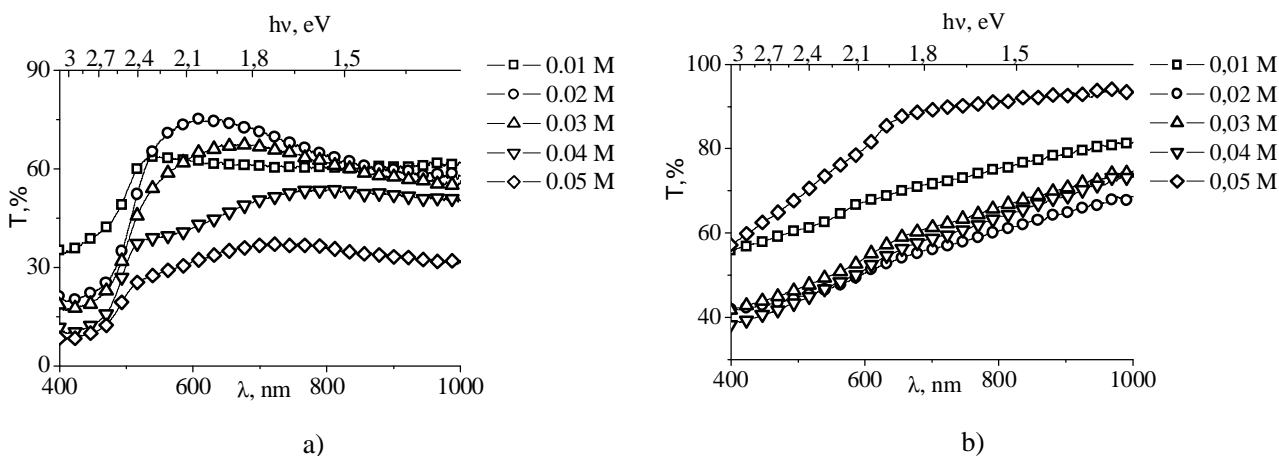 hν, eV
3 2,7 2,4 2,1 1,8 1,5
90
60
30
0
T,%
400 600 800 1000
λ, nm
0.01 M
0.02 M
0.03 M
0.04 M
0.05 M
a)
hν, eV
3 2,7 2,4 2,1 1,8 1,5
100
80
60
40
T,%
400 600 800 1000
λ, nm
0,01 M
0,02 M
0,03 M
0,04 M
0,05 M
b)